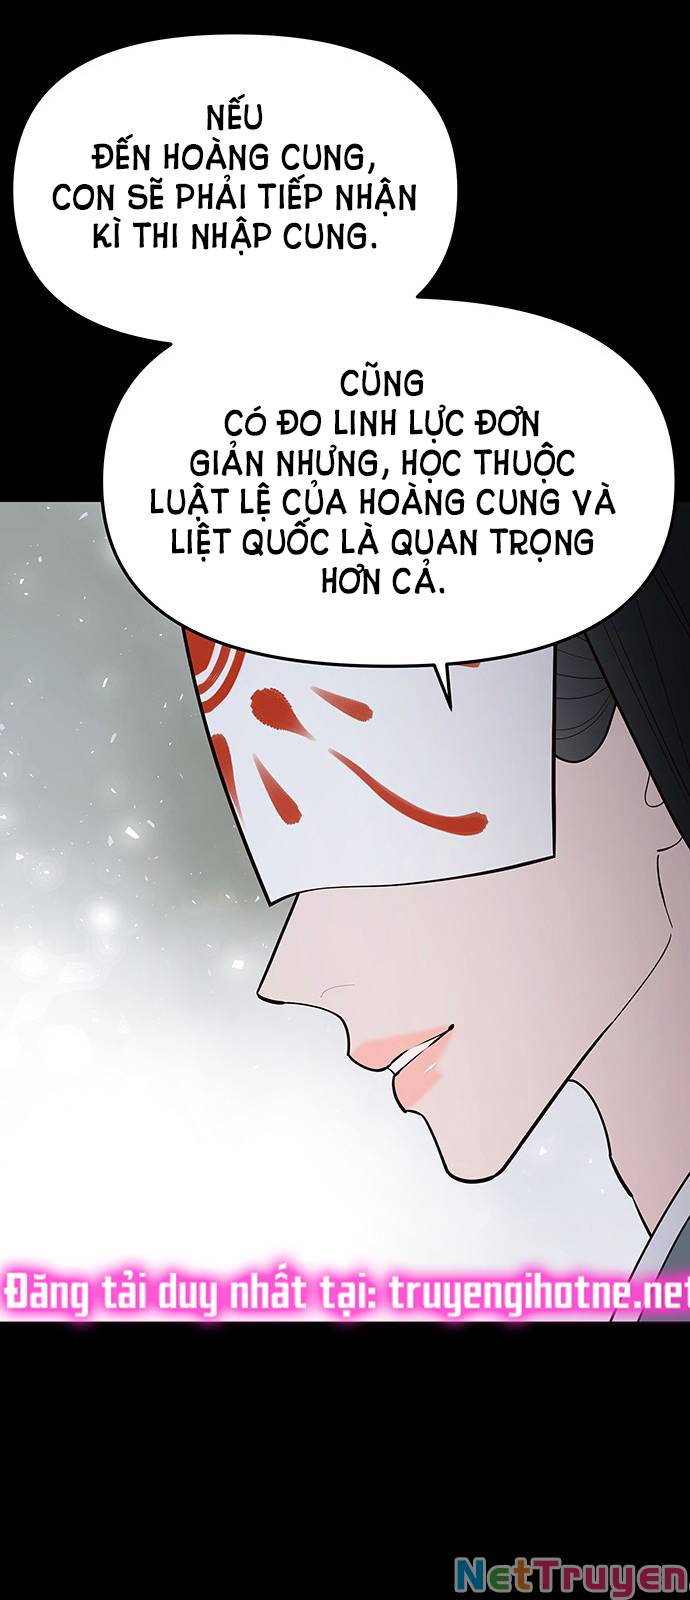 NẾU
ĐẾN HOÀNG CUNG,
CON SẼ PHẢI TIẾP NHẬN
KÌ THI NHẬP CUNG.
CŨNG
CÓ ĐO LINH LỰC ĐƠN
GIẢN NHƯNG, HỌC THUỘC
LUẬT LỆ CỦA HOÀNG CUNG VÀ
LIỆT QUỐC LÀ QUAN TRỌNG
HƠN CẢ.
Đăng tải duy nhất tại: truyengihotne.net
NetTruyen